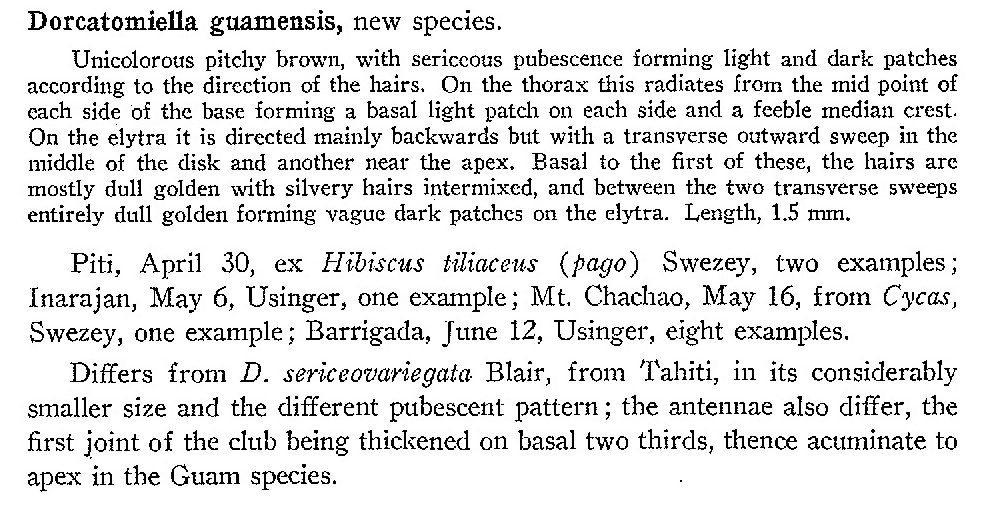 Dorcatomiella guamensis, new species.
Unicolorous pitchy brown, with sericeous pubescence forming light and dark patches
according to the direction of the hairs. On the thorax this radiates from the mid point of
each side of the base forming a basal light patch on each side and a feeble median crest.
On the elytra it is directed mainly backwards but with a transverse outward sweep in the
middle of the disk and another near the apex. Basal to the first of these, the hairs are
mostly dull golden with silvery hairs intermixed, and between the two transverse sweeps
entirely dull golden forming vague dark patches on the elytra. Length, 1.5 mm.
Piti, April 30, ex Hibiscus tiliaceus (pago) Swezey, two examples;
Inarajan, May 6, Usinger, one example; Mt. Chachao, May 16, from Cycas,
Swezey, one example; Barrigada, June 12, Usinger, eight examples.
Differs from D. sericeovariegata Blair, from Tahiti, in its considerably
smaller size and the different pubescent pattern; the antennae also differ, the
first joint of the club being thickened on basal two thirds, thence acuminate to
apex in the Guam species.